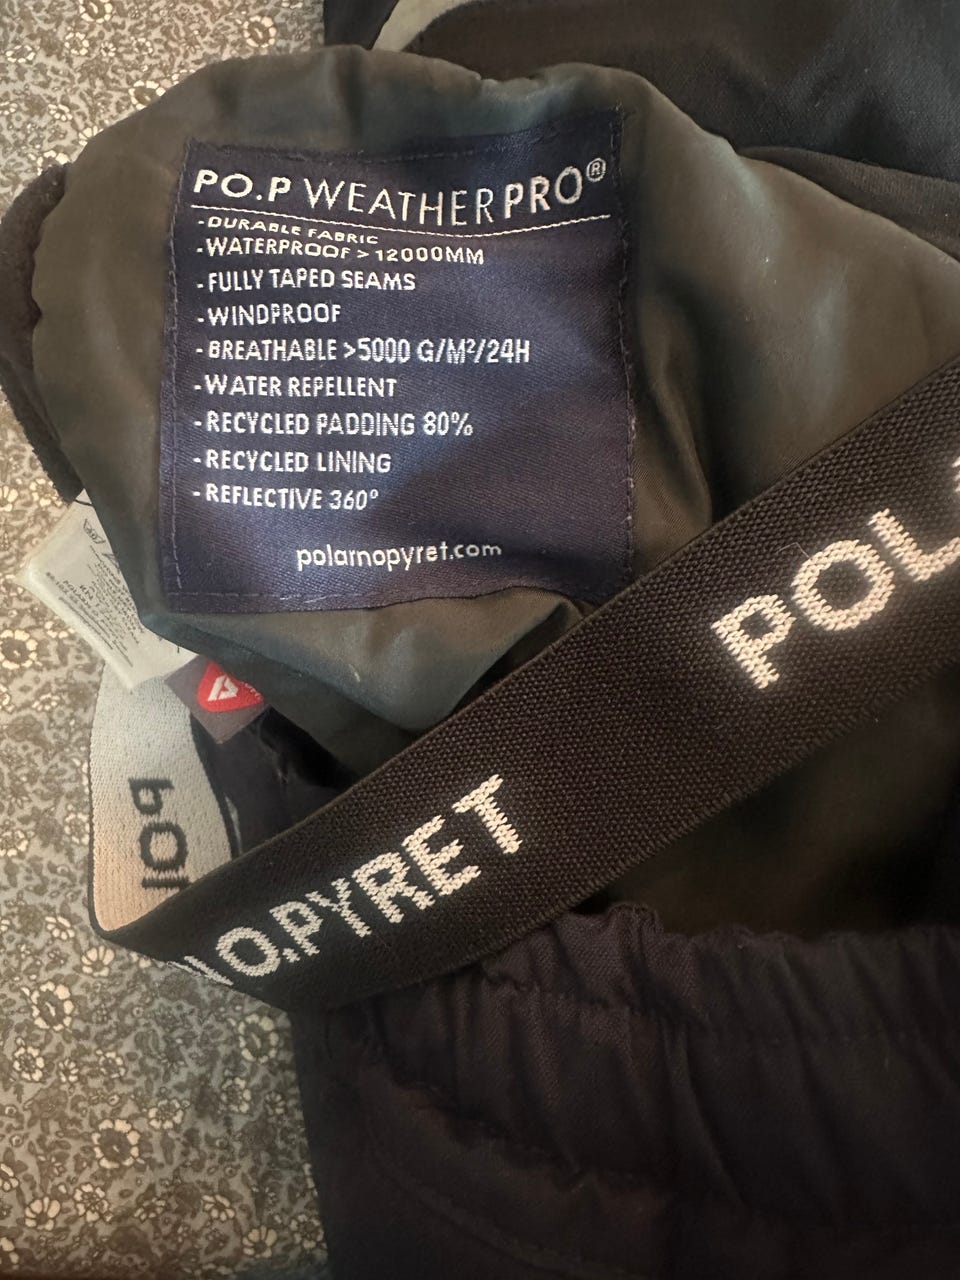 PO.P WEATHERPRO®
-DURABLE FABRIC
-WATERPROOF > 12000MM
-FULLY TAPED SEAMS
-WINDPROOF
-BREATHABLE >5000 G/M²/24H
-WATER REPELLENT
-RECYCLED PADDING 80%
-RECYCLED LINING
-REFLECTIVE 360°
polarnopyret.com
POLA
N O.PYRET
POL